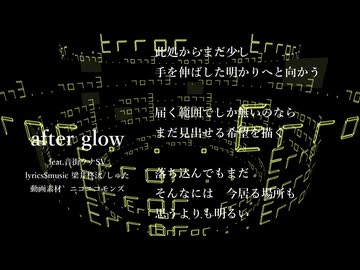 Error
此処からまだ少し
手を伸ばした明かりへと向かう
届く範囲でしか無いのなら
まだ見出せる希望を描く
after glow
feat.音街ウナSV
lyrics&music
動画素材 ニコニコモンズ
落ち込んでもまだ
そんなには 今居る場所も
思うよりも明るい